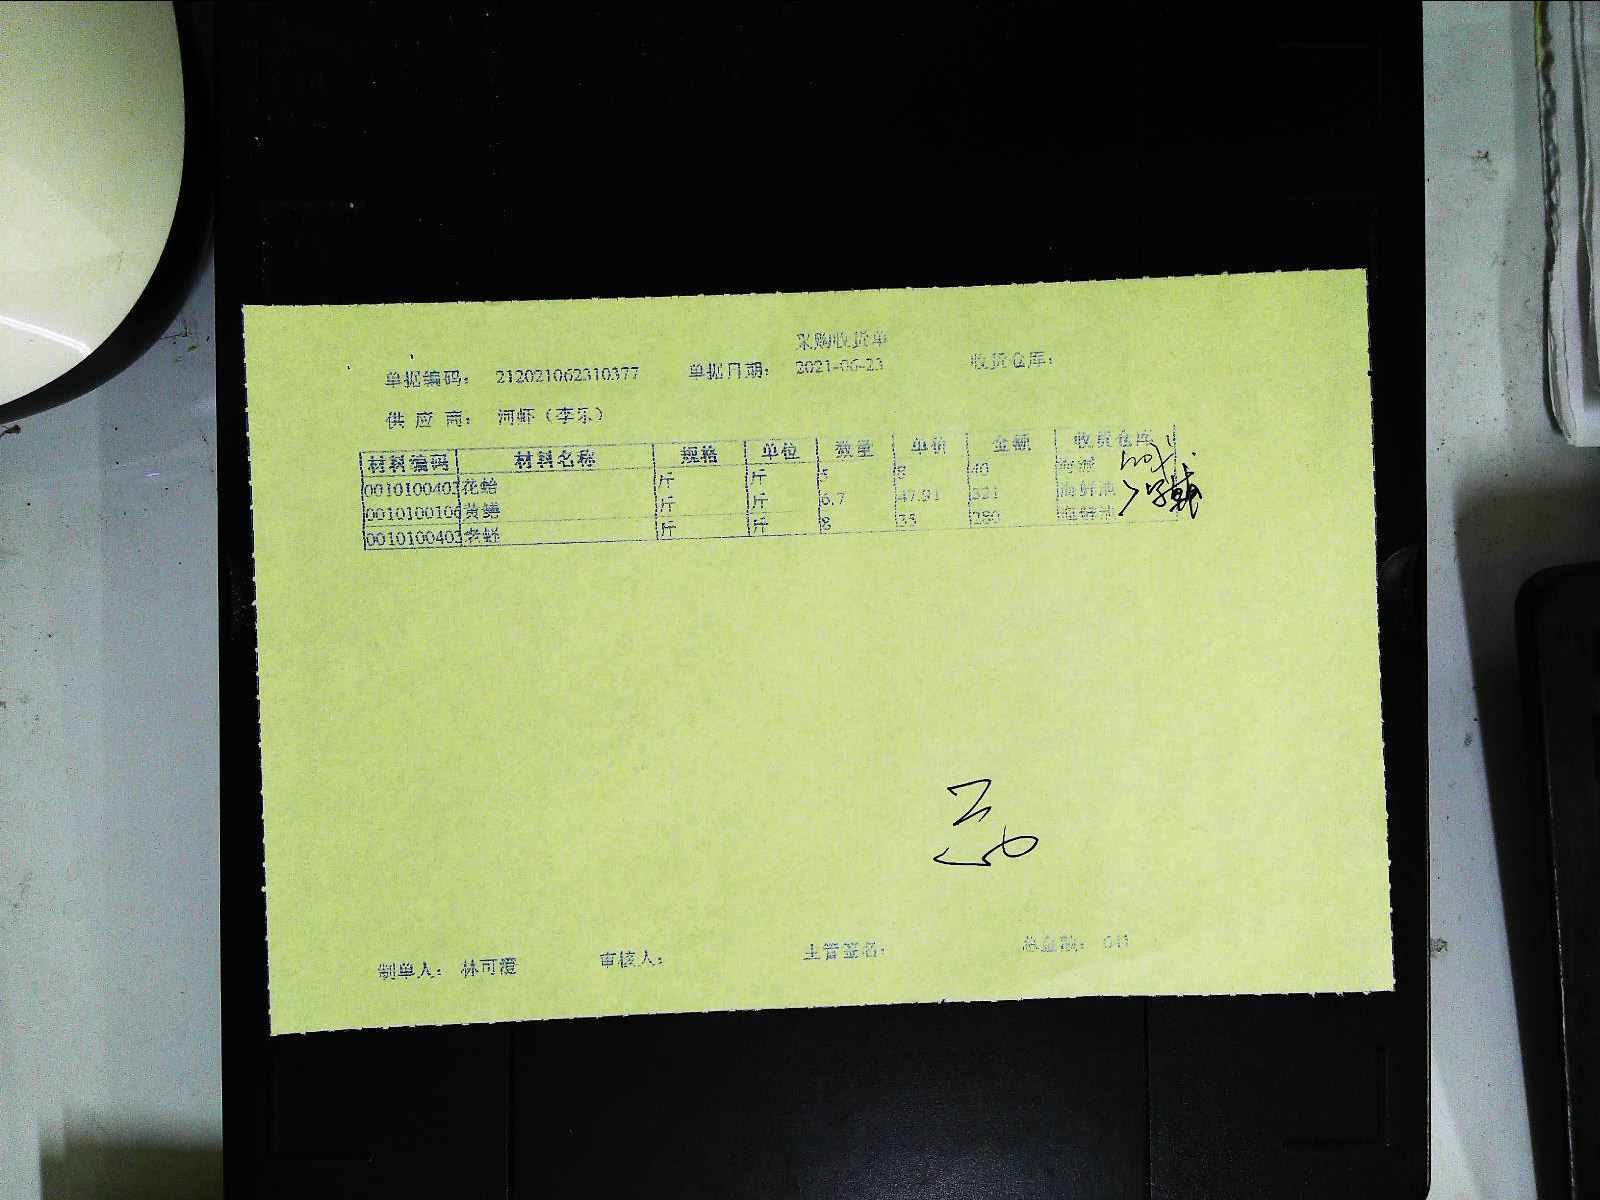 采购收货单
单据编码： 212021062310377 单据日期： 2021-06-23 收货仓库：
供 应 商： 河虾（李乐）
材料编码 材料名称 规格 单位 数量 单价 金额 收货仓库
0010100403 花蛤 斤 斤 5 8 40 海鲜
0010100106 黄鳝 斤 斤 6.7 47.91 321 海鲜池
0010100403 老蛏 斤 斤 8 35 280 海鲜池
制单人： 林可澄 审核人： 主管签名： 总金额： 641